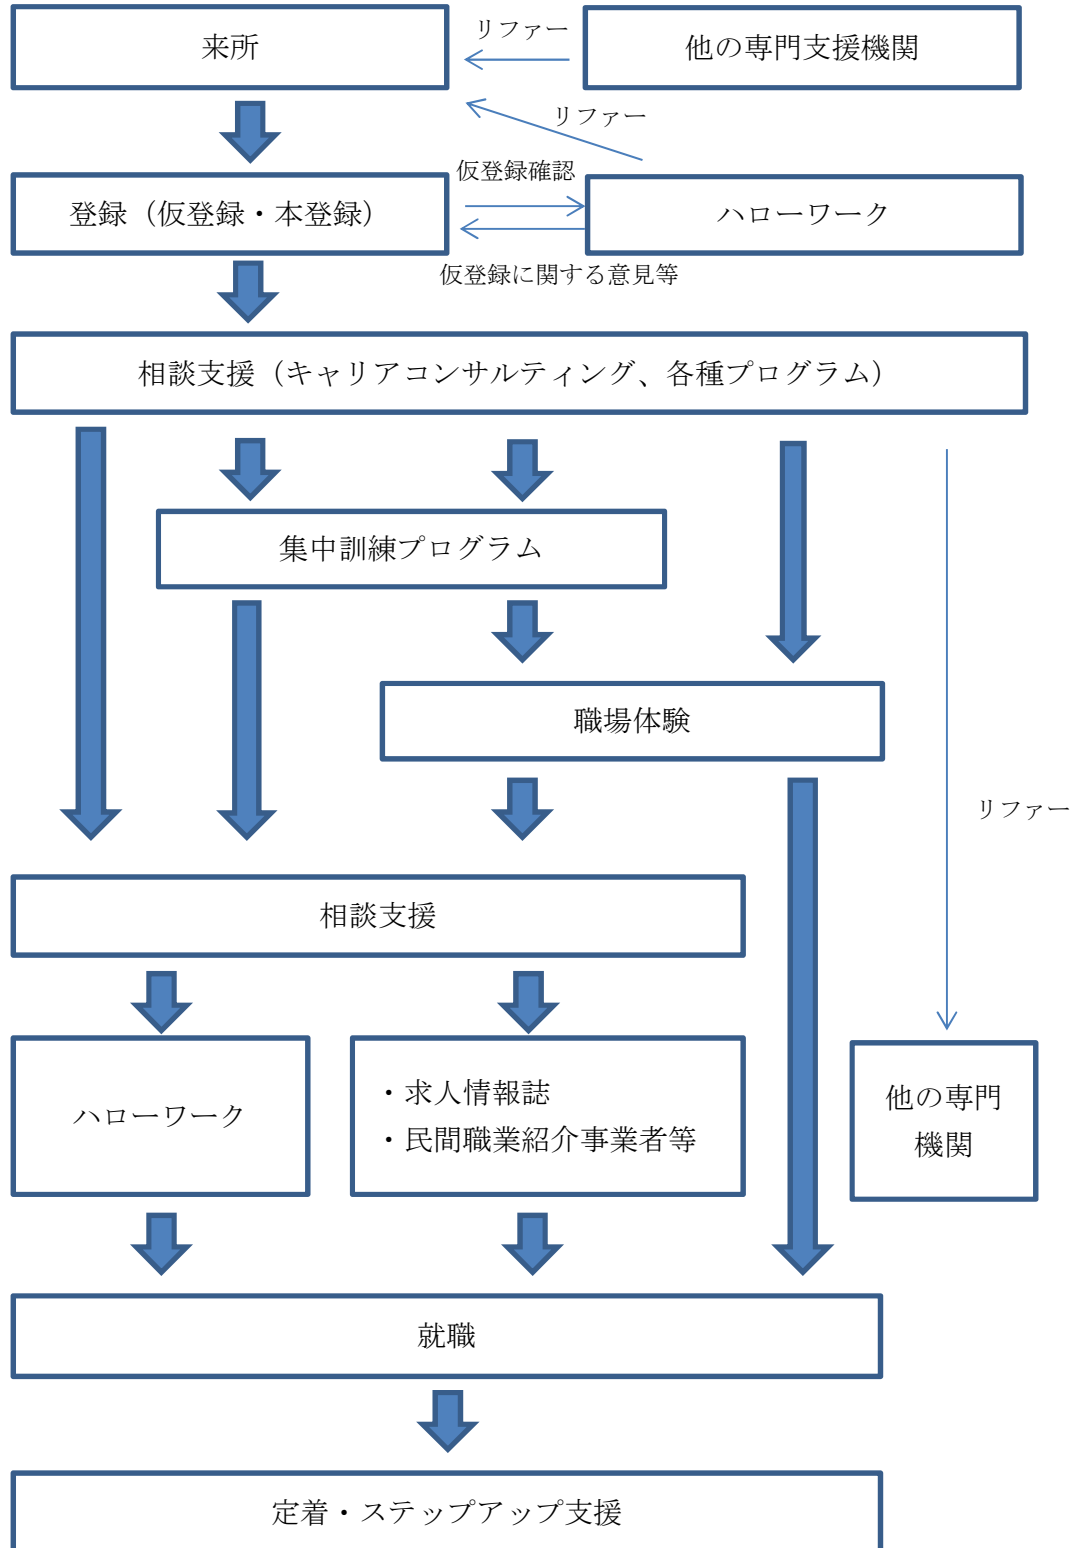 来所
リファー
他の専門支援機関
リファー
仮登録確認
登録（仮登録・本登録）
ハローワーク
仮登録に関する意見等
相談支援（キャリアコンサルティング、各種プログラム）
集中訓練プログラム
職場体験
リファー
相談支援
ハローワーク
・求人情報誌
・民間職業紹介事業者等
他の専門
機関
就職
定着・ステップアップ支援